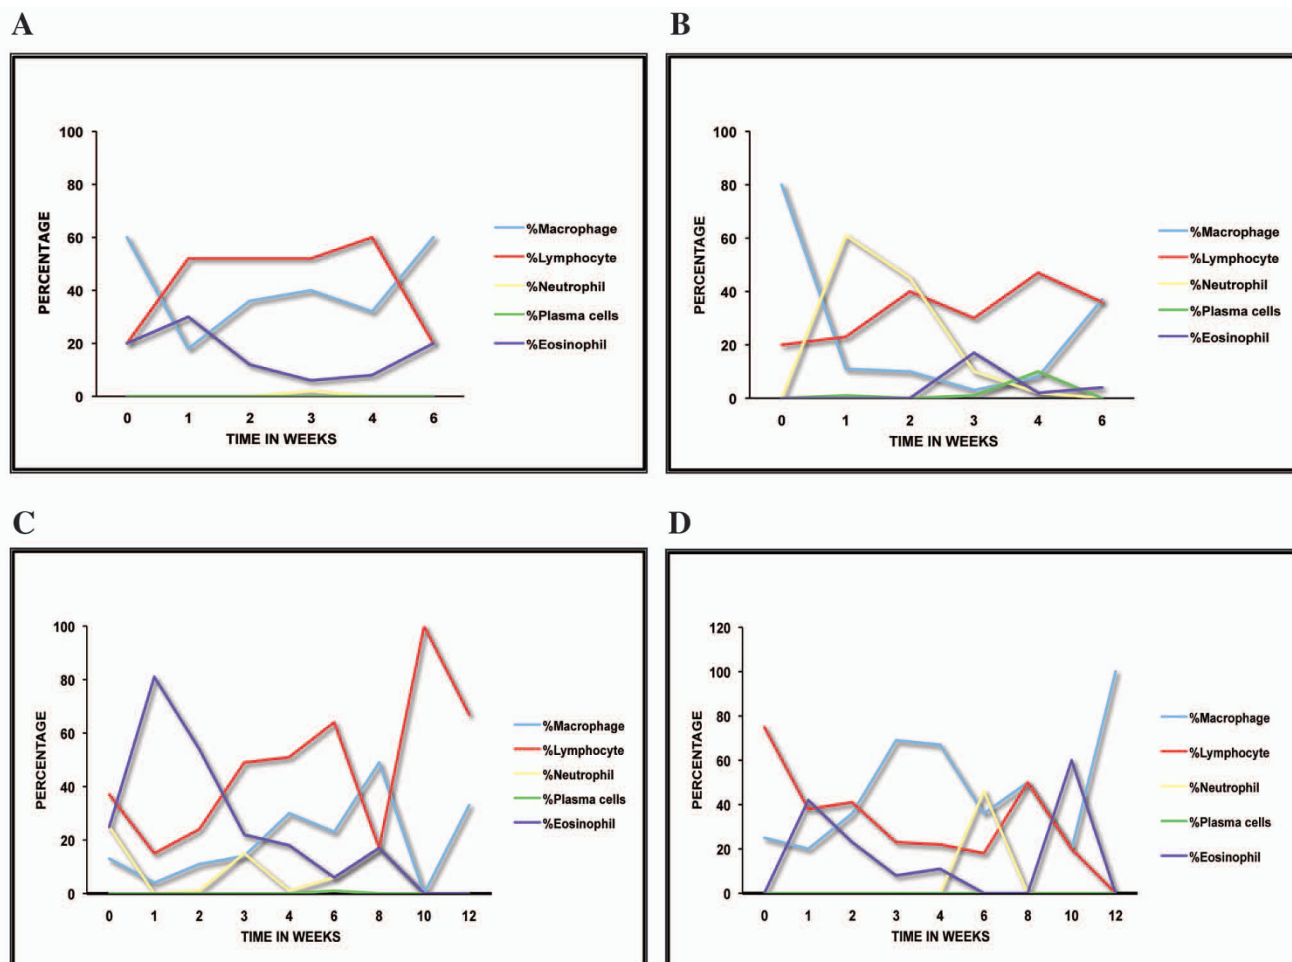 A
PERCENTAGE
100
80
60
40
20
0
0 1 2 3 4 6
TIME IN WEEKS
%Macrophage
%Lymphocyte
%Neutrophil
%Plasma cells
%Eosinophil
B
PERCENTAGE
100
80
60
40
20
0
0 1 2 3 4 6
TIME IN WEEKS
%Macrophage
%Lymphocyte
%Neutrophil
%Plasma cells
%Eosinophil
C
PERCENTAGE
100
80
60
40
20
0
0 1 2 3 4 6 8 10 12
TIME IN WEEKS
%Macrophage
%Lymphocyte
%Neutrophil
%Plasma cells
%Eosinophil
D
PERCENTAGE
120
100
80
60
40
20
0
0 1 2 3 4 6 8 10 12
TIME IN WEEKS
%Macrophage
%Lymphocyte
%Neutrophil
%Plasma cells
%Eosinophil